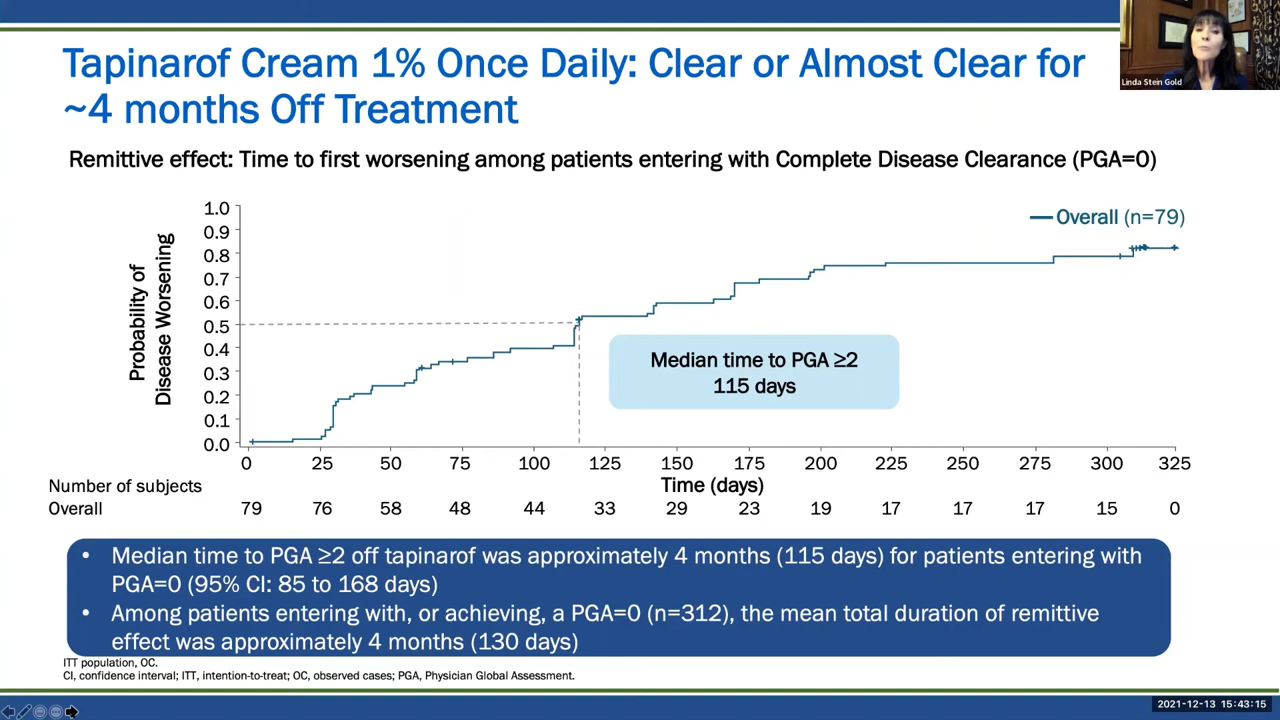 Tapinarof Cream 1% Once Daily: Clear or Almost Clear for
~4 months Off Treatment
Linda Stein Gold
Remittive effect: Time to first worsening among patients entering with Complete Disease Clearance (PGA=0)
Probability of
Disease Worsening
1.0
0.9
0.8
0.7
0.6
0.5
0.4
0.3
0.2
0.1
0.0
Overall (n=79)
Median time to PGA ≥2
115 days
0 25 50 75 100 125 150 175 200 225 250 275 300 325
Time (days)
Number of subjects
Overall 79 76 58 48 44 33 29 23 19 17 17 17 15 0
• Median time to PGA ≥2 off tapinarof was approximately 4 months (115 days) for patients entering with
PGA=0 (95% CI: 85 to 168 days)
• Among patients entering with, or achieving, a PGA=0 (n=312), the mean total duration of remittive
effect was approximately 4 months (130 days)
ITT population, OC.
CI, confidence interval; ITT, intention-to-treat; OC, observed cases; PGA, Physician Global Assessment.
2021-12-13 15:43:15